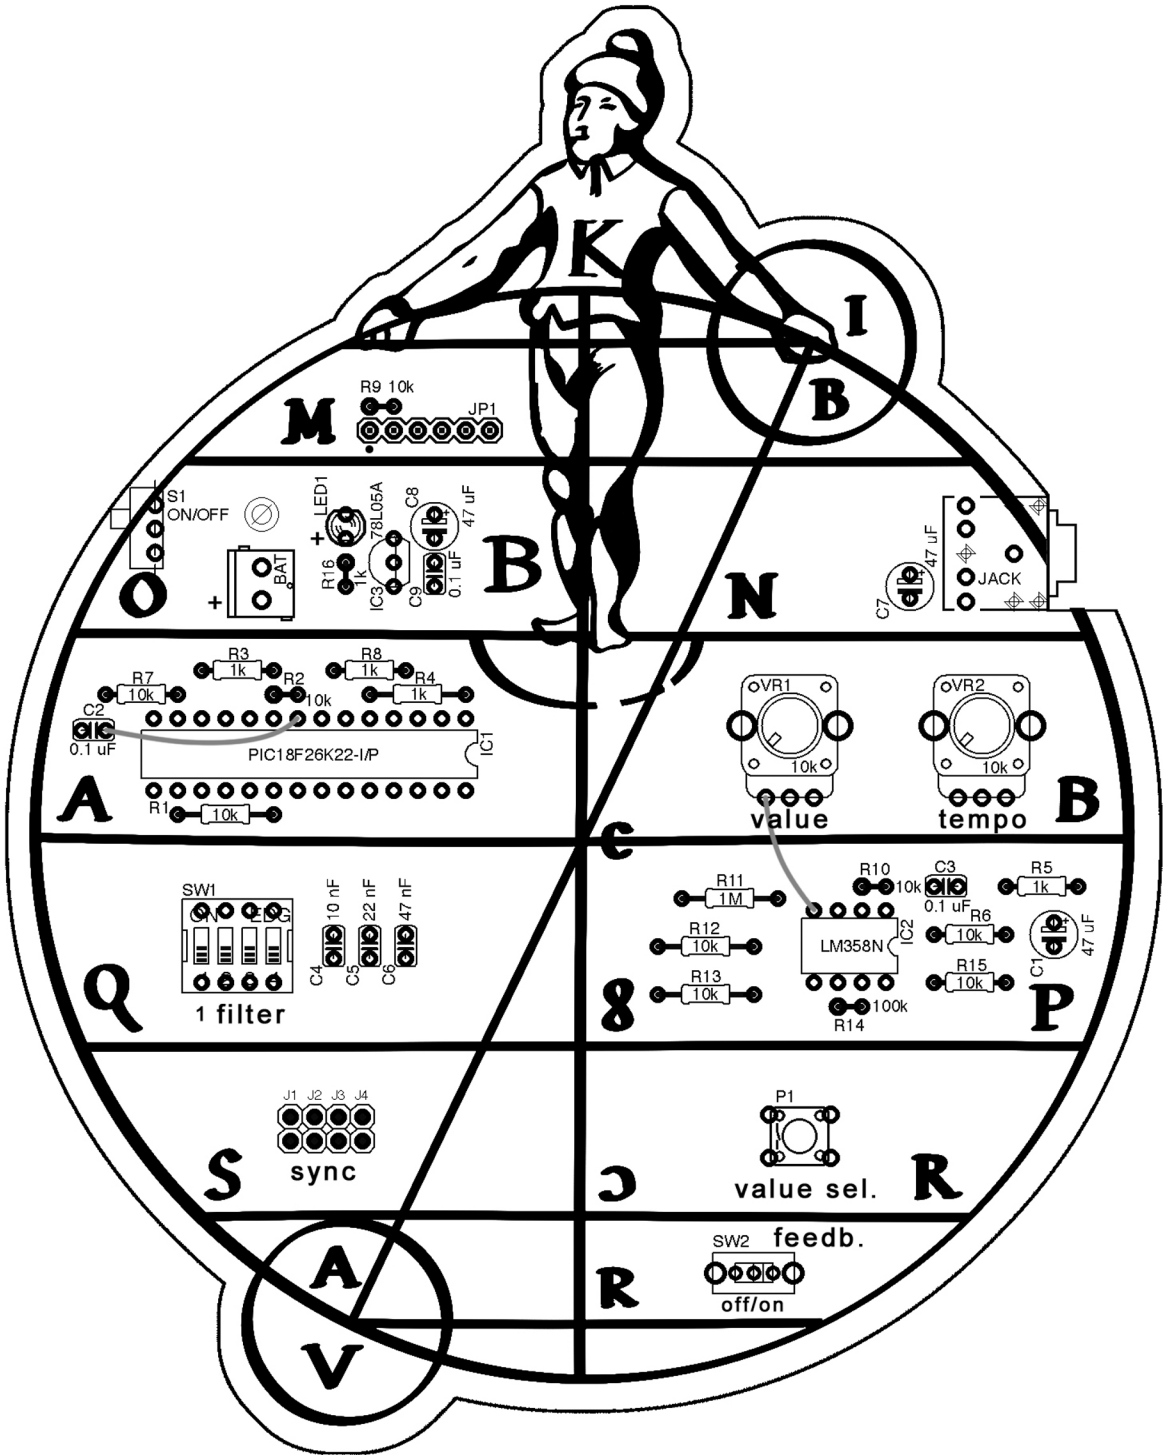 K
I
B
M
R9 10k
JP1
S1
ON/OFF
LED1
78L05A
C8
47 uF
BAT
+
+
R16
1k
IC3
C9
0.1 uF
B
O
N
47 uF
C7
JACK
R3
1k
R8
1k
R7
10k
R2
10k
R4
1k
C2
0.1 uF
PIC18F26K22-I/P
IC1
R1
10k
A
VR1
10k
value
VR2
10k
tempo
B
C
SW1
ON
EDG
1 2 3 4
1 filter
10 nF
22 nF
47 nF
C4
C5
C6
Q
R11
1M
R12
10k
R13
10k
R10
10k
C3
0.1 uF
R5
1k
LM358N
IC2
R6
10k
R15
10k
C1
47 uF
R14
100k
8
P
J1 J2 J3 J4
sync
S
Ɔ
P1
value sel.
R
A
V
R
SW2
feedb.
off/on